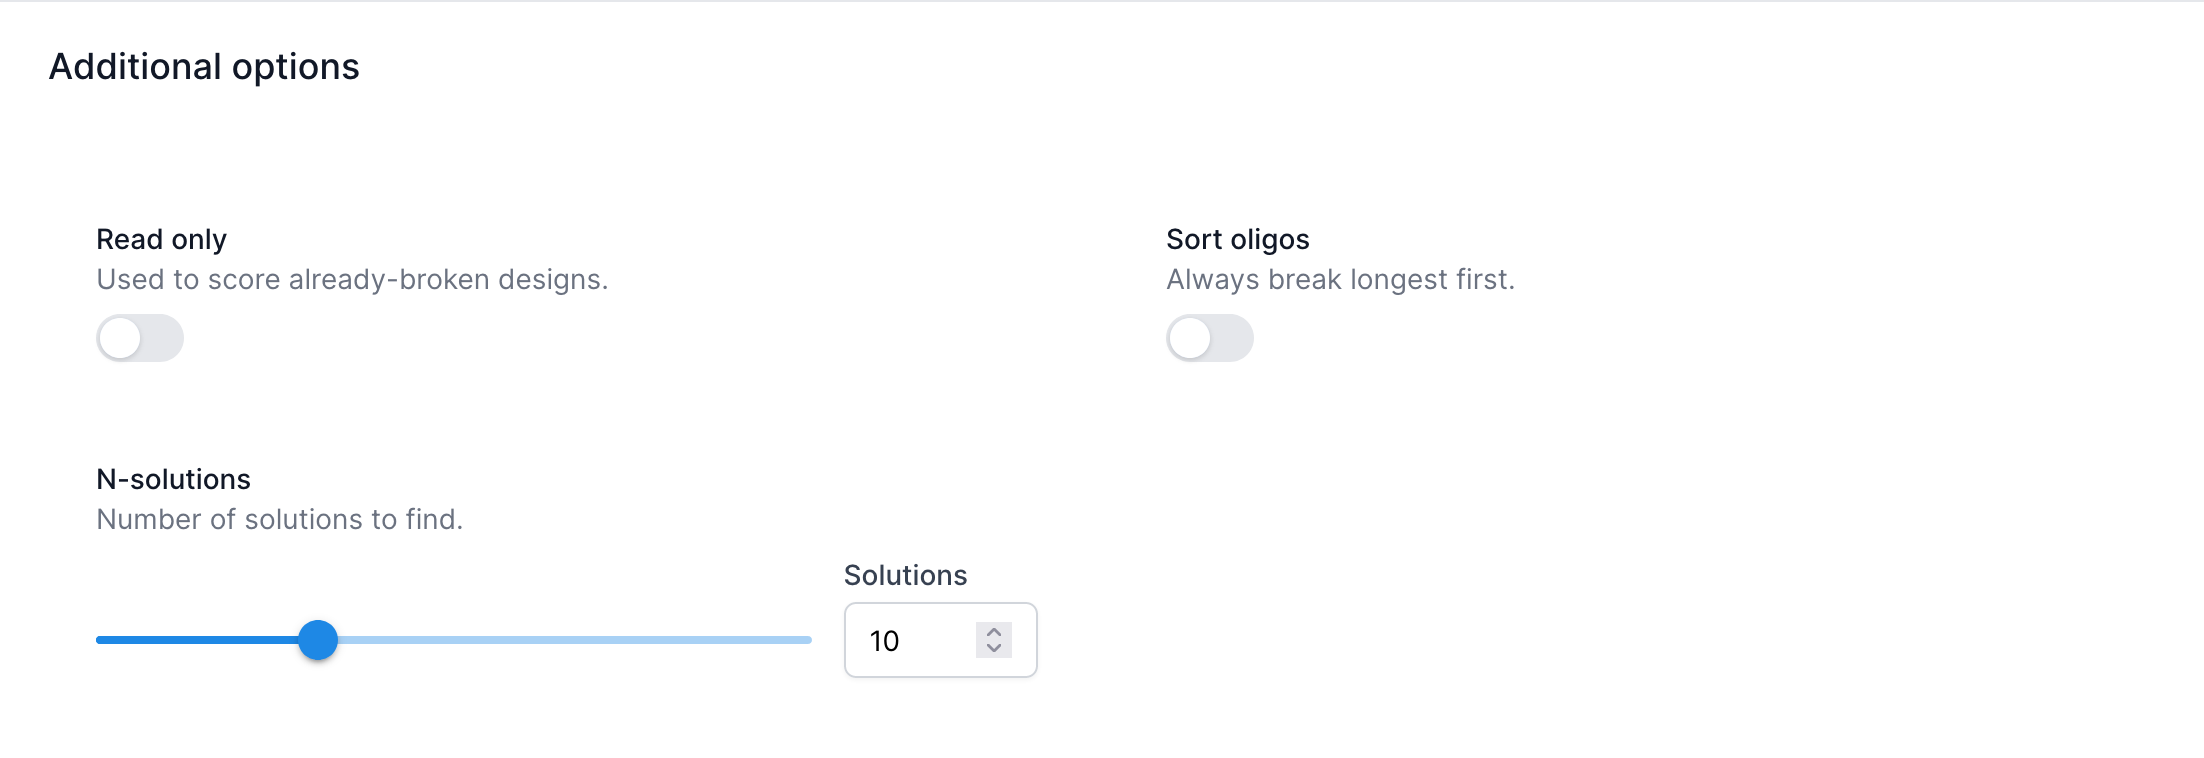 Additional options
Read only
Used to score already-broken designs.
Sort oligos
Always break longest first.
N-solutions
Number of solutions to find.
Solutions
10